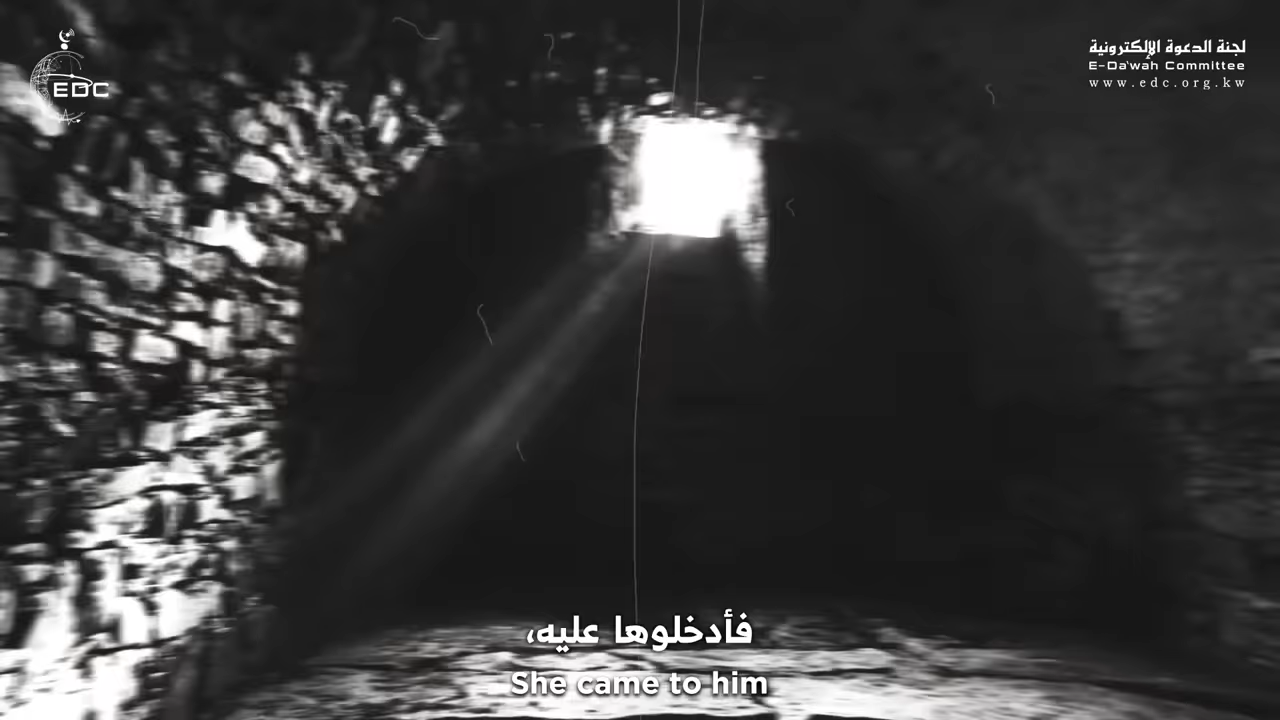 EDC
لجنة الدعوة الإلكترونية
E-Da'wah Committee
www.edc.org.kw
فأدخلوها عليه،
She came to him